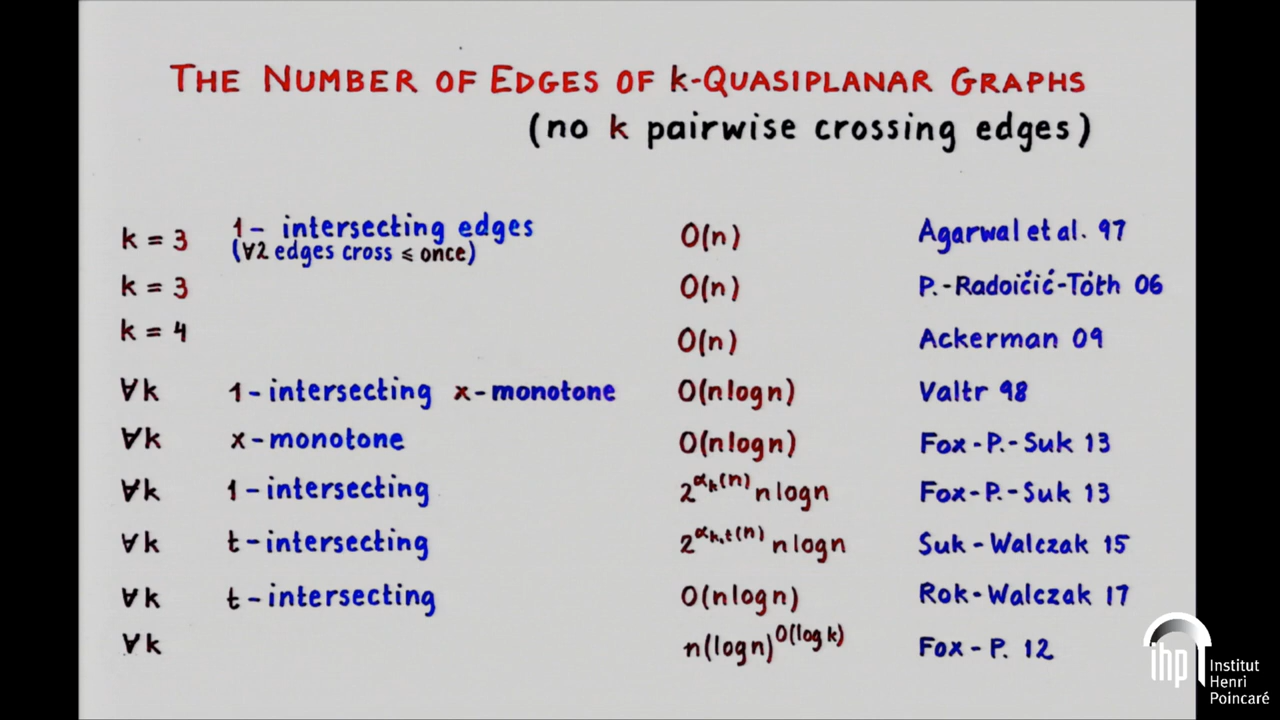 THE NUMBER OF EDGES OF k-QUASIPLANAR GRAPHS
(no k pairwise crossing edges)
k = 3 1- intersecting edges O(n) Agarwal et al. 97
(∀2 edges cross ≤ once)
k = 3 O(n) P.-Radoičić-Tóth 06
k = 4 O(n) Ackerman 09
∀k 1-intersecting x-monotone O(nlogn) Valtr 98
∀k x-monotone O(nlogn) Fox-P.-Suk 13
∀k 1-intersecting 2^αₖ(n) nlogn Fox-P.-Suk 13
∀k t-intersecting 2^αₖ,ₜ(n) nlogn Suk-Walczak 15
∀k t-intersecting O(nlogn) Rok-Walczak 17
∀k n(logn)^O(logk) Fox-P. 12
ihp
Institut
Henri
Poincaré